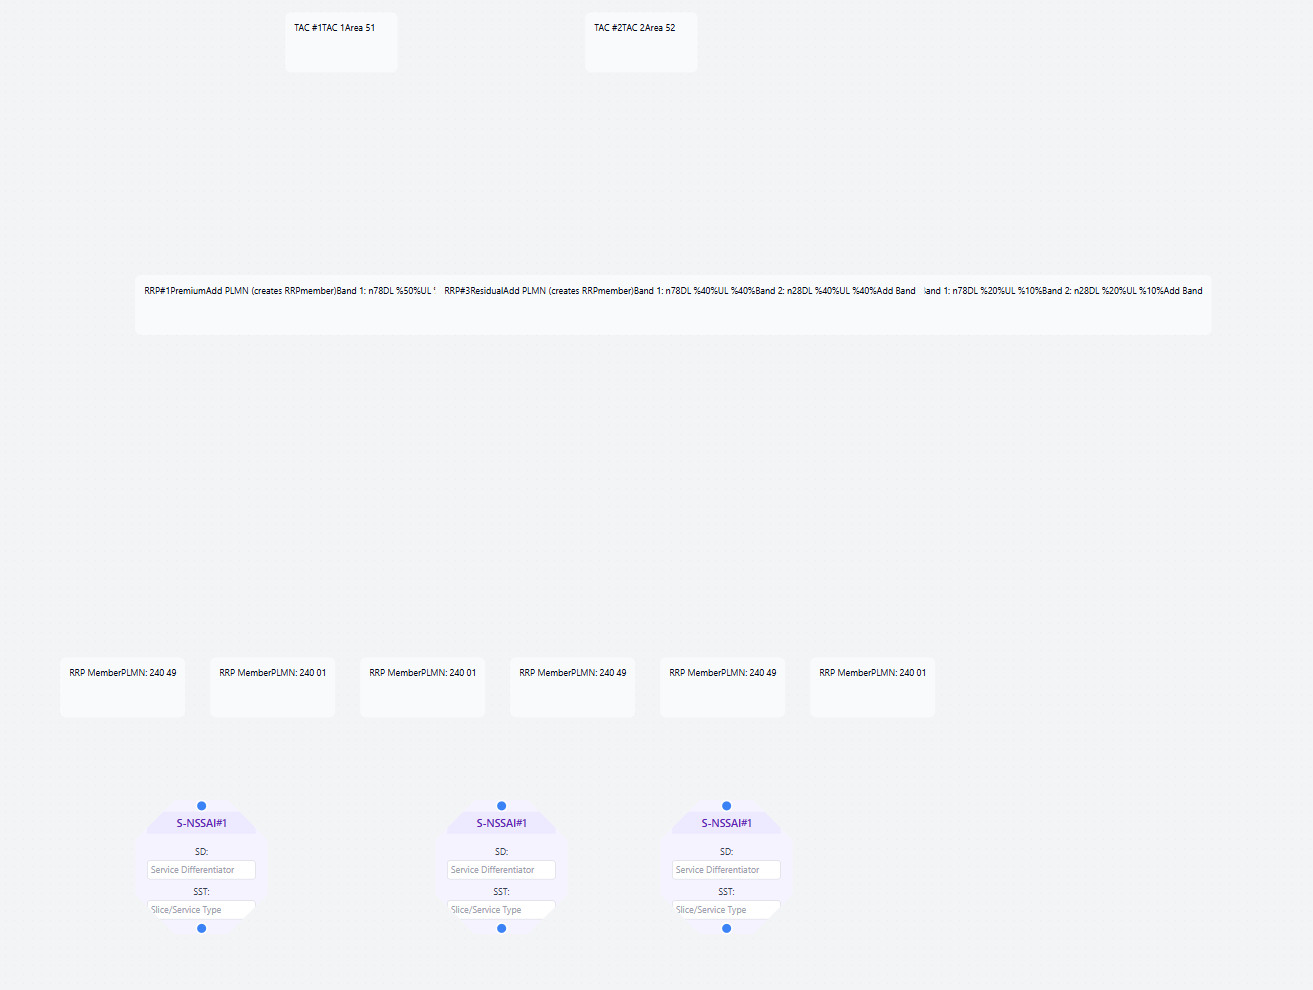 TAC #1TAC 1Area 51
TAC #2TAC 2Area 52
RRP#1PremiumAdd PLMN (creates RRPmember)Band 1: n78DL %50%UL
RRP#3ResidualAdd PLMN (creates RRPmember)Band 1: n78DL %40%UL %40%Band 2: n28DL %40%UL %40%Add Band
1: n78DL %20%UL %10%Band 2: n28DL %20%UL %10%Add Band
RRP MemberPLMN: 240 49
RRP MemberPLMN: 240 01
RRP MemberPLMN: 240 01
RRP MemberPLMN: 240 49
RRP MemberPLMN: 240 49
RRP MemberPLMN: 240 01
S-NSSAI#1
SD:
Service Differentiator
SST:
Slice/Service Type
S-NSSAI#1
SD:
Service Differentiator
SST:
Slice/Service Type
S-NSSAI#1
SD:
Service Differentiator
SST:
Slice/Service Type